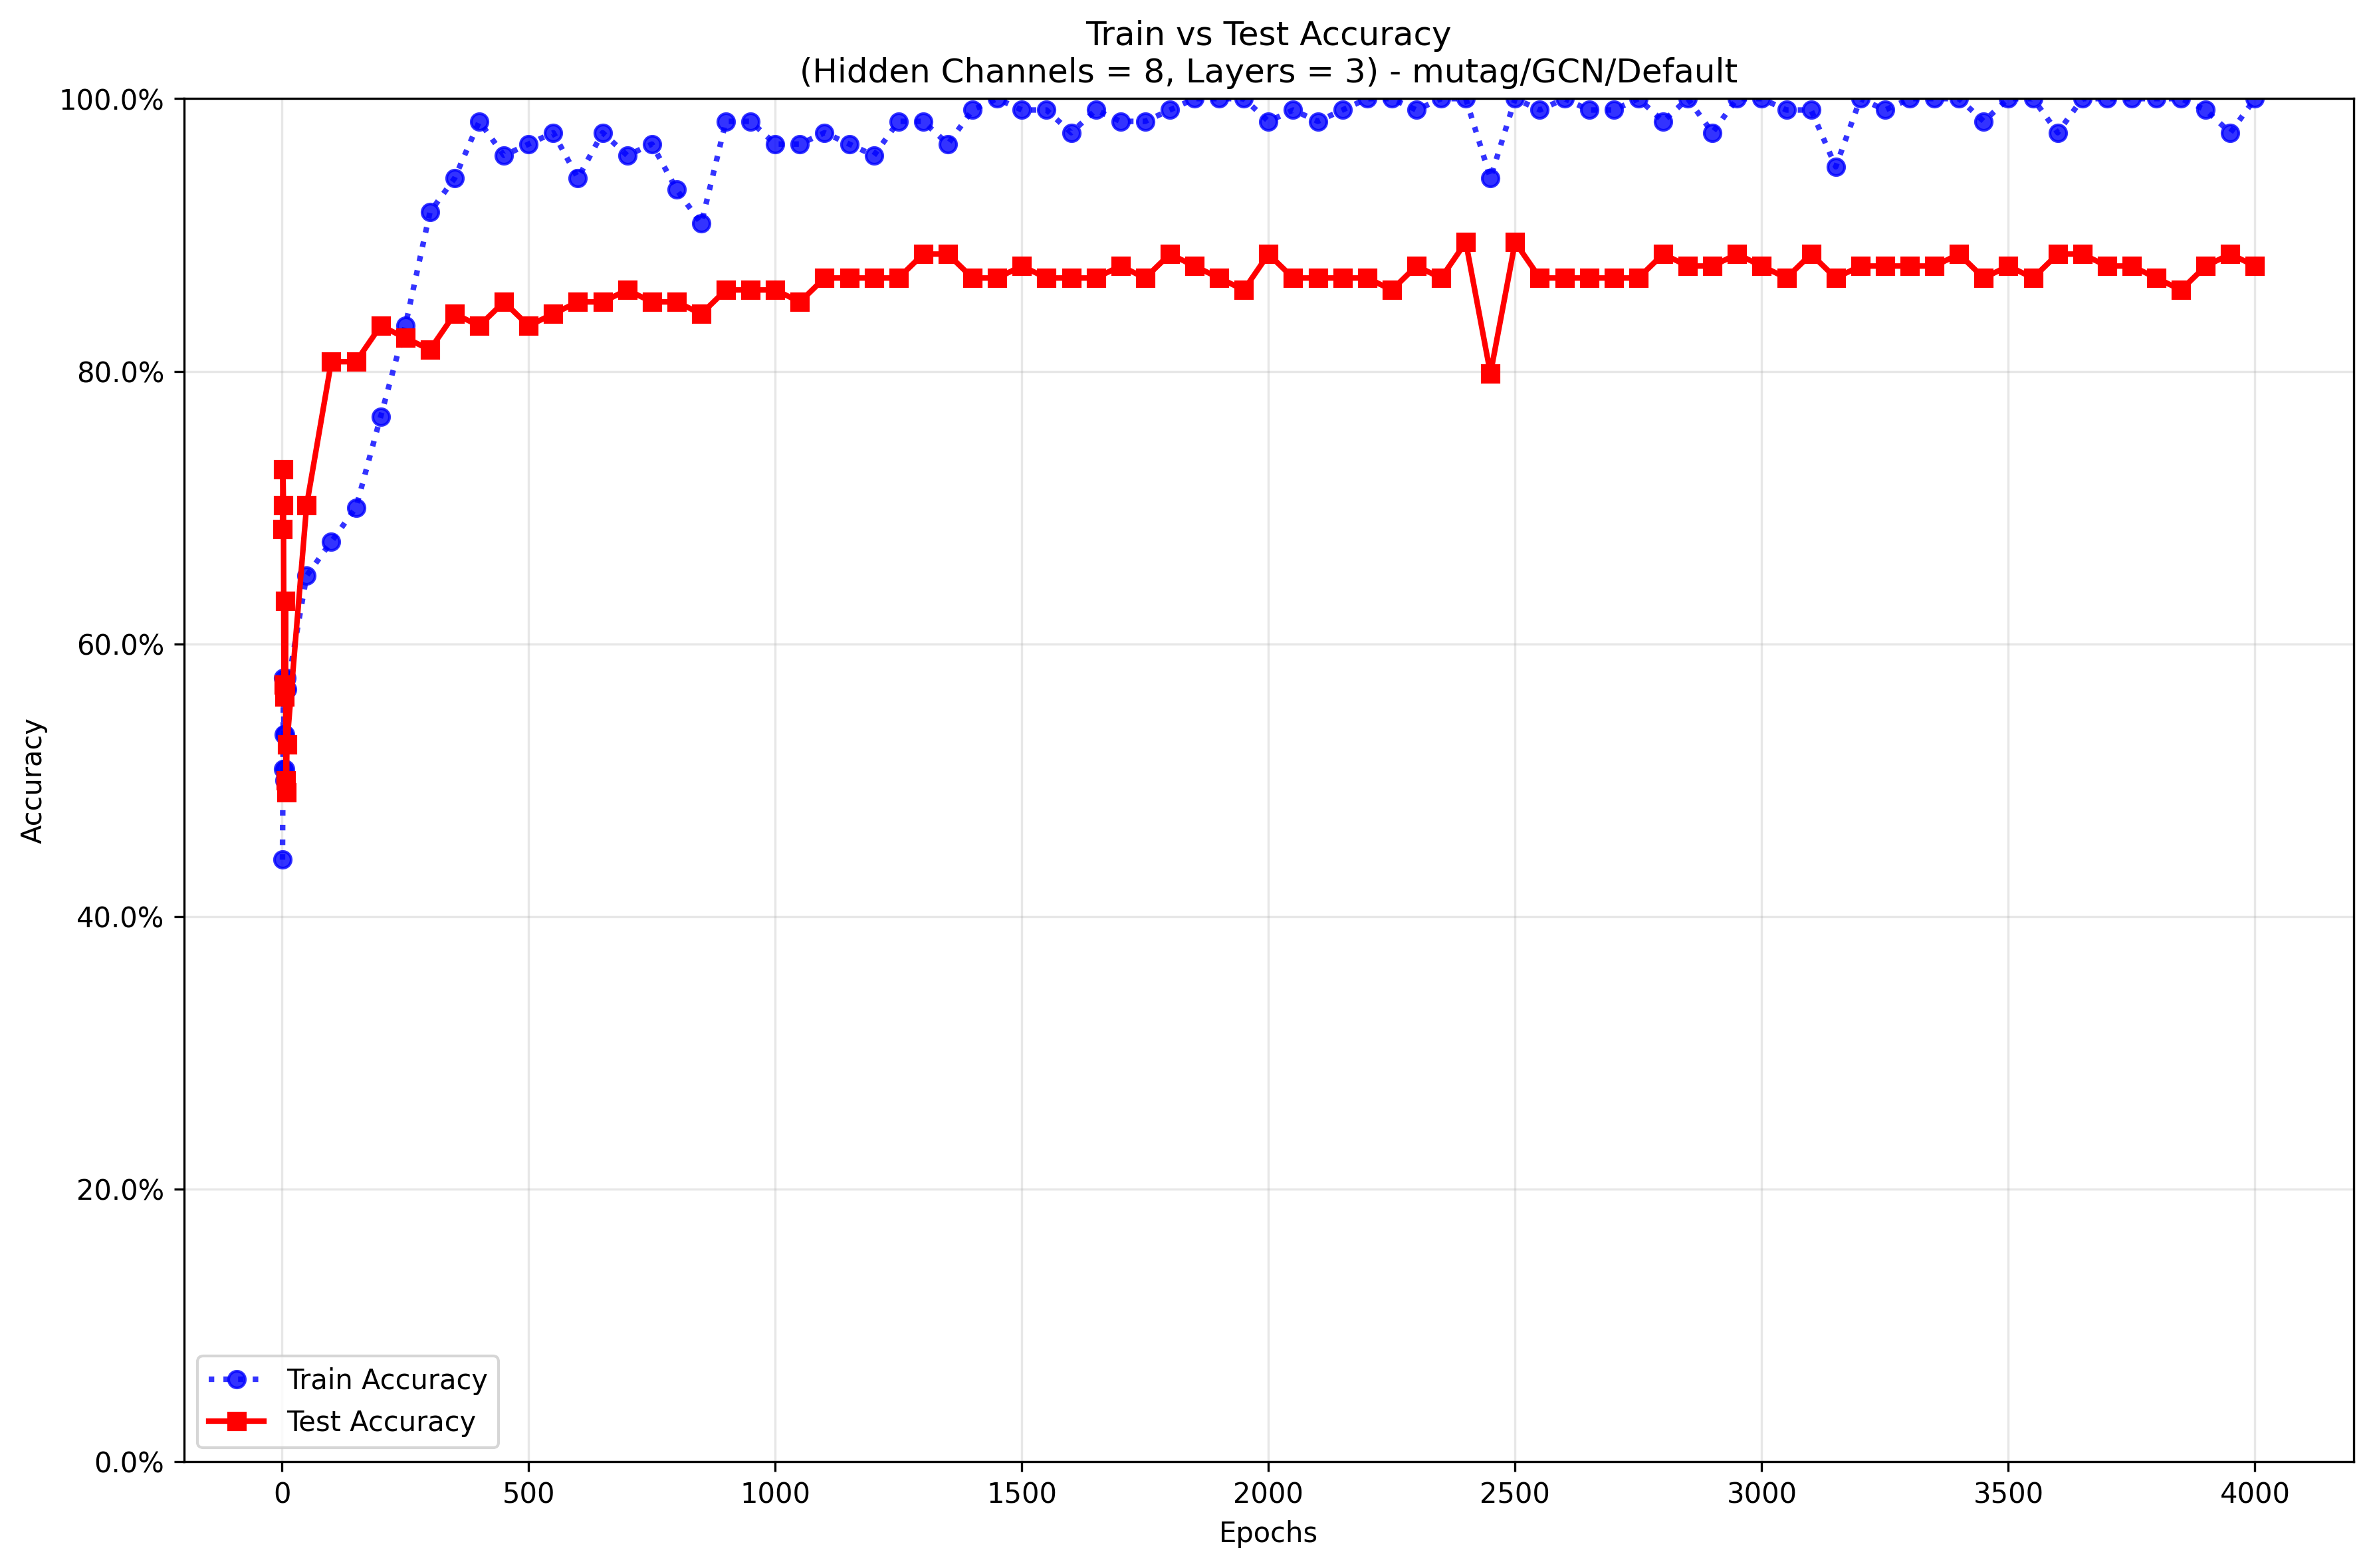 Train vs Test Accuracy
(Hidden Channels = 8, Layers = 3) - mutag/GCN/Default
100.0%
80.0%
60.0%
40.0%
20.0%
0.0%
Accuracy
Train Accuracy
Test Accuracy
0
500
1000
1500
2000
2500
3000
3500
4000
Epochs